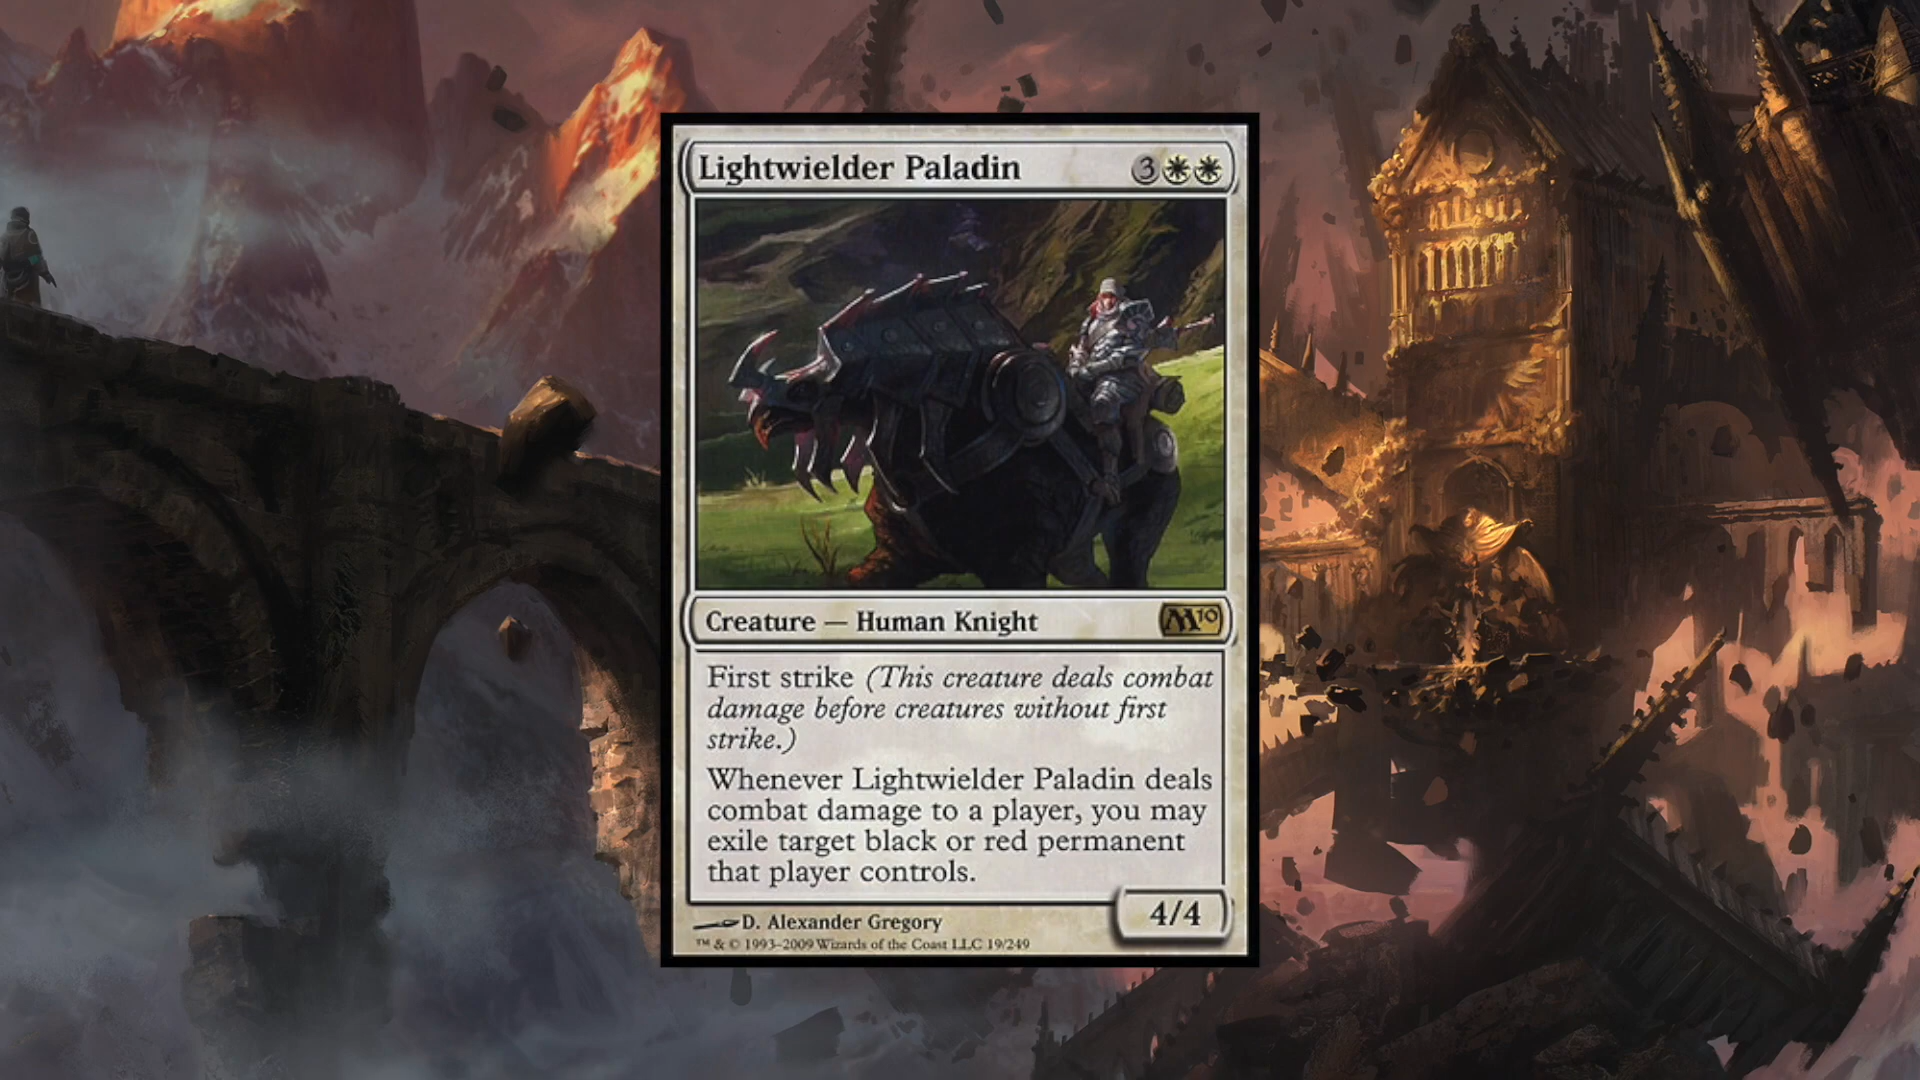 Lightwielder Paladin 3
Creature — Human Knight M10
First strike (This creature deals combat
damage before creatures without first
strike.)
Whenever Lightwielder Paladin deals
combat damage to a player, you may
exile target black or red permanent
that player controls.
4/4
D. Alexander Gregory
™ & © 1993–2009 Wizards of the Coast LLC 19/249